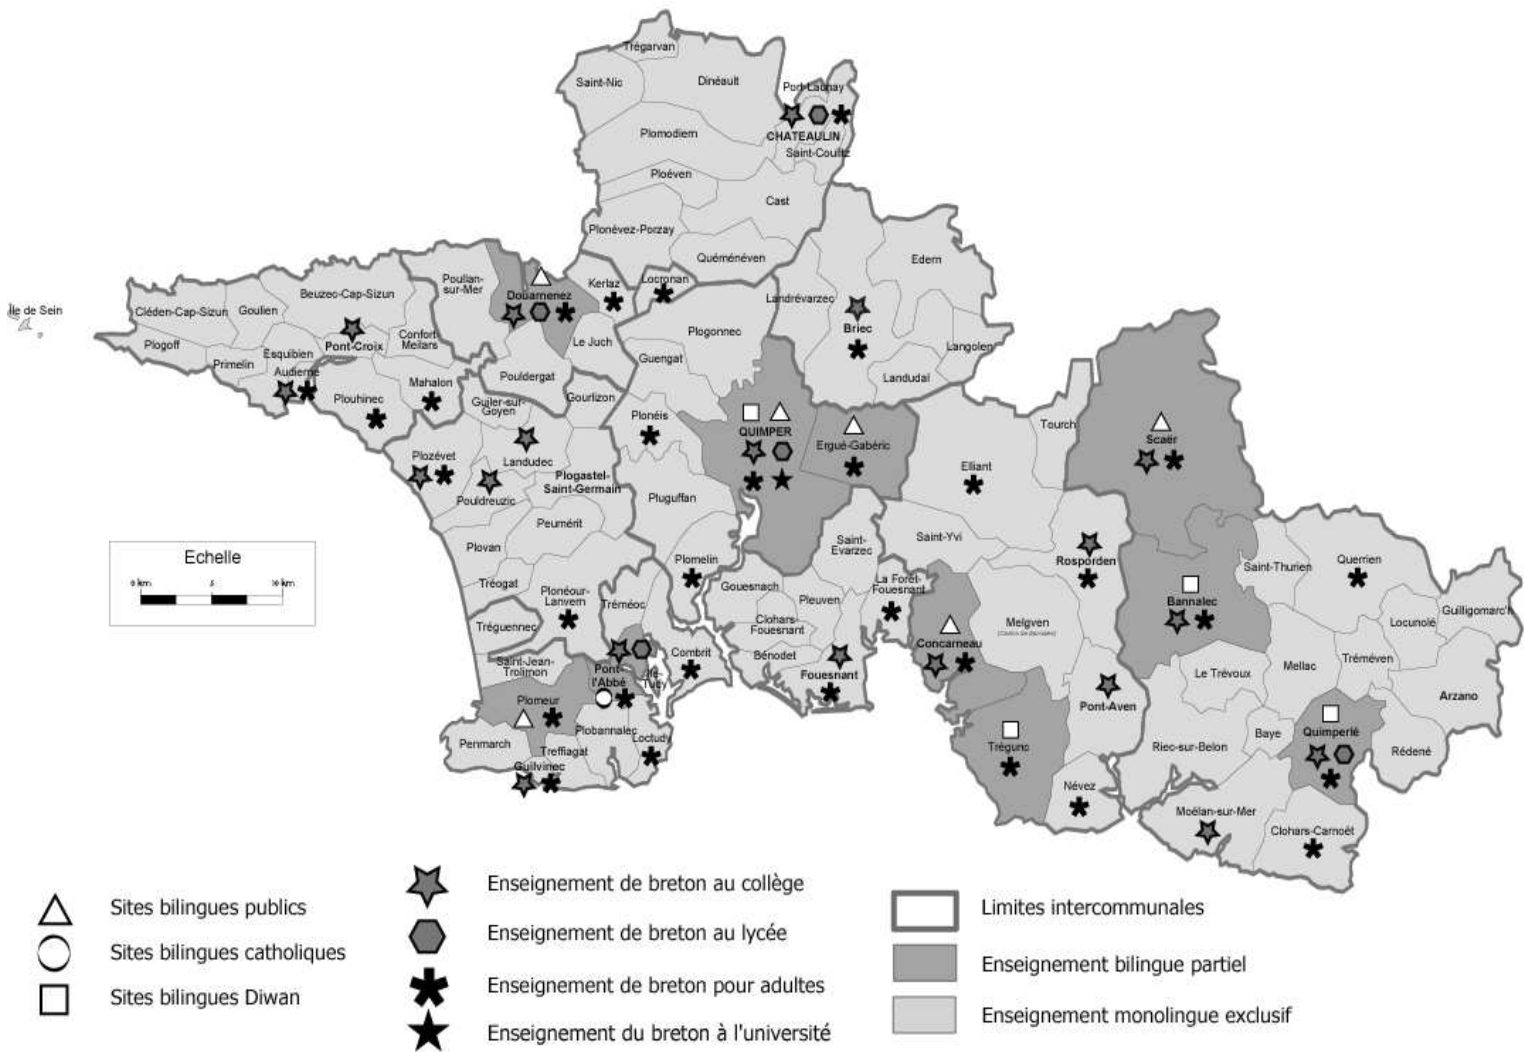 Trégarvan
Saint-Nic
Dinéault
Port-Launay
CHATEAULIN
Saint-Coulitz
Plomodiern
Ploéven
Cast
Plonévez-Porzay
Quéménéven
Edern
Poullan-
sur-Mer
Kerlaz
Locronan
Beuzec-Cap-Sizun
Douarnenez
Landrévarzec
Île de Sein
Cléden-Cap-Sizun
Goulien
Briec
Plogonnec
Confort-
Meilars
Plogoff
Pont-Croix
Le Juch
Langolen
Esquibien
Primelin
Guengat
Audierne
Pouldergat
Landudal
Mahalon
Plouhinec
Gourlizon
Guiler-sur-
Goyen
Plonéis
Tourch
QUIMPER
Ergué-Gabéric
Scaër
Plozévet
Landudec
Elliant
Plogastel-
Saint-Germain
Pouldreuzic
Pluguffan
Peumérit
Saint-Yvi
Saint-
Evarzec
Plovan
Echelle
0 km
5
10 km
Plomelin
Rosporden
Querrien
Saint-Thurien
Tréogat
Gouesnach
La Forêt-
Fouesnant
Plonéour-
Lanvern
Tréméoc
Pleuven
Bannalec
Guilligomarc'h
Tréguennec
Clohars-
Fouesnant
Melgven
Locunolé
Concarneau
Combrit
Bénodet
Tréméven
Saint-Jean-
Trolimon
Pont-
l'Abbé
Île-
Tudy
Mellac
Le Trévoux
Fouesnant
Arzano
Plomeur
Pont-Aven
Plobannalec
Quimperlé
Baye
Penmarch
Treffiagat
Loctudy
Trégunc
Riec-sur-Belon
Rédené
Guilvinec
Névez
Moëlan-sur-Mer
Clohars-Carnoët
Sites bilingues publics
Sites bilingues catholiques
Sites bilingues Diwan
Enseignement de breton au collège
Enseignement de breton au lycée
Enseignement de breton pour adultes
Enseignement du breton à l'université
Limites intercommunales
Enseignement bilingue partiel
Enseignement monolingue exclusif